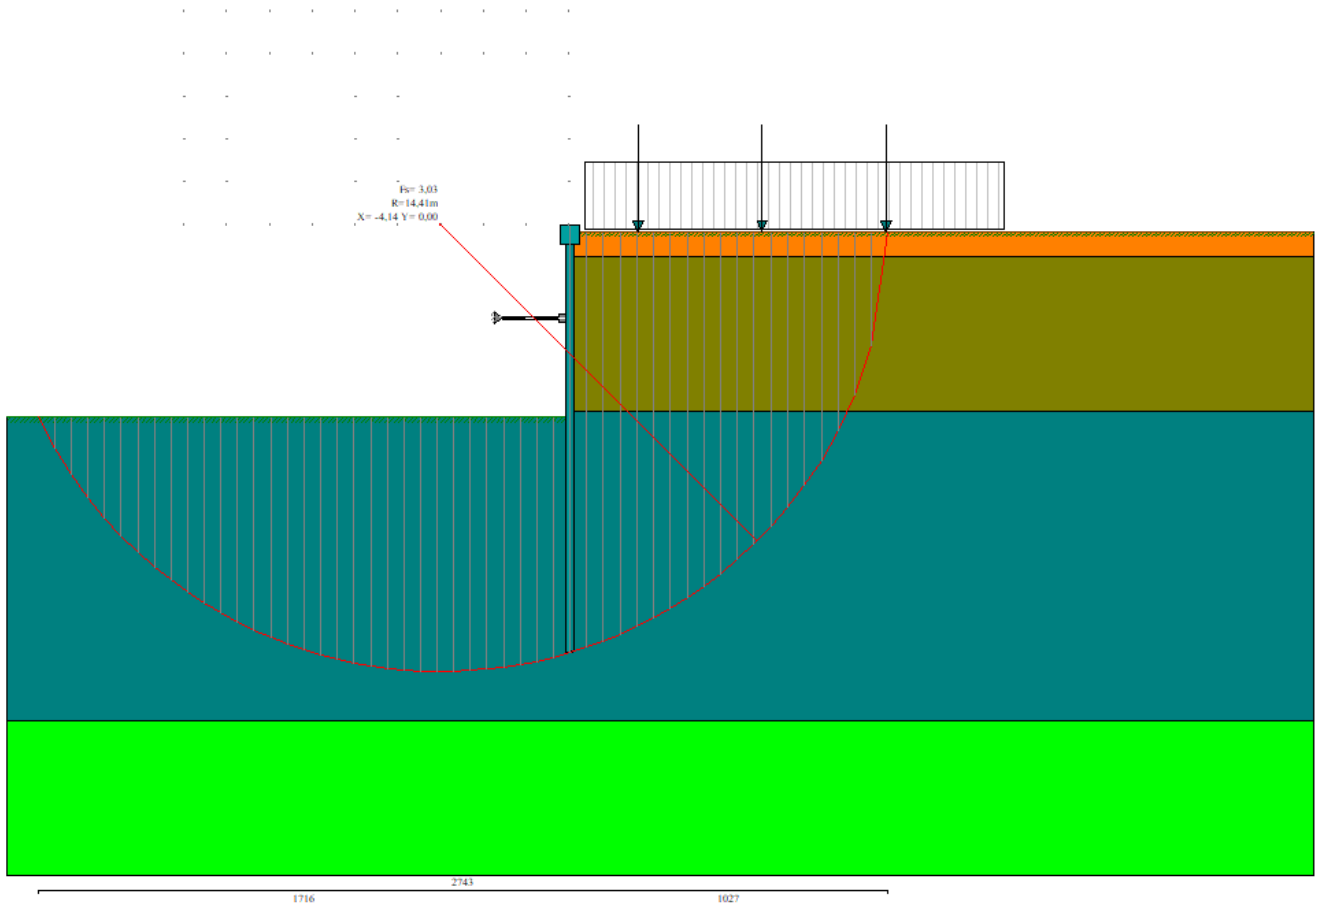 Fs= 3,03
R=14,41m
X= -4,14 Y= 0,00
2743
1716
1027